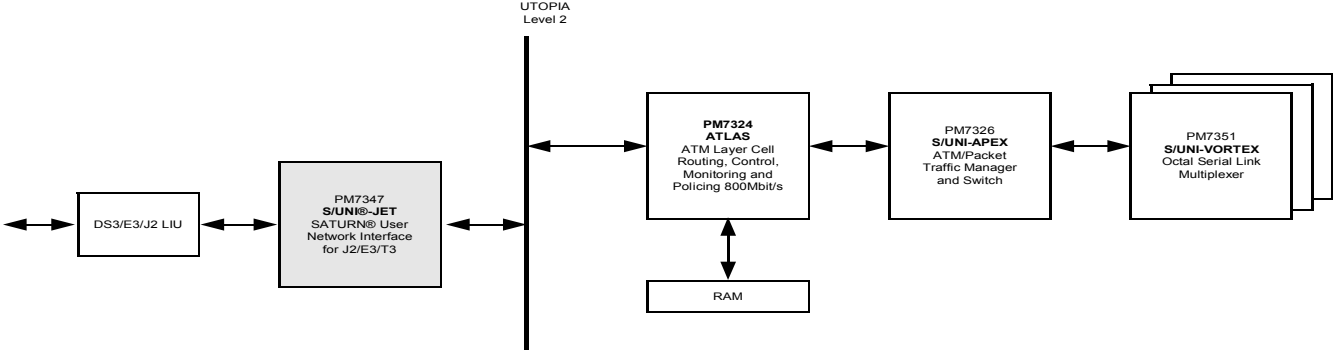 UTOPIA
Level 2
DS3/E3/J2 LIU
PM7347
S/UNI®-JET
SATURN® User
Network Interface
for J2/E3/T3
PM7324
ATLAS
ATM Layer Cell
Routing, Control,
Monitoring and
Policing 800Mbit/s
RAM
PM7326
S/UNI-APEX
ATM/Packet
Traffic Manager
and Switch
PM7351
S/UNI-VORTEX
Octal Serial Link
Multiplexer